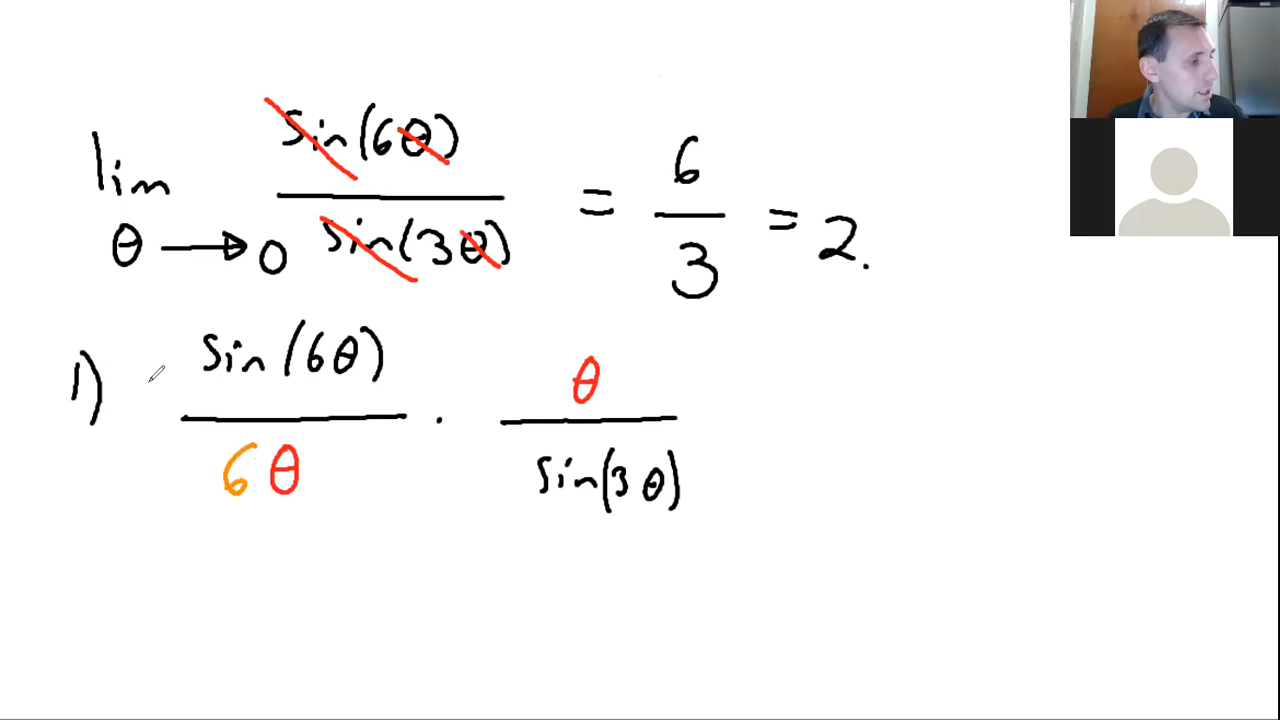 lim θ → 0 sin(6θ) / sin(3θ) = 6 / 3 = 2.
1) sin(6θ) / 6θ · θ / sin(3θ)